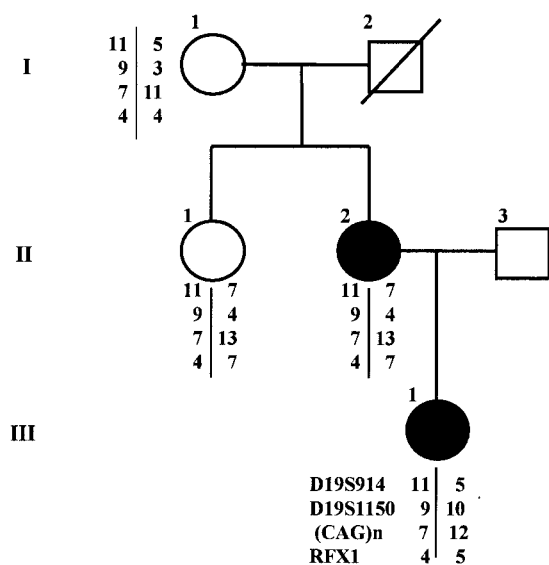 1 2
I
11 5
9 3
7 11
4 4
1 2 3
II
11 7 11 7
9 4 9 4
7 13 7 13
4 7 4 7
1
III
D19S914 11 5
D19S1150 9 10
(CAG)n 7 12
RFX1 4 5